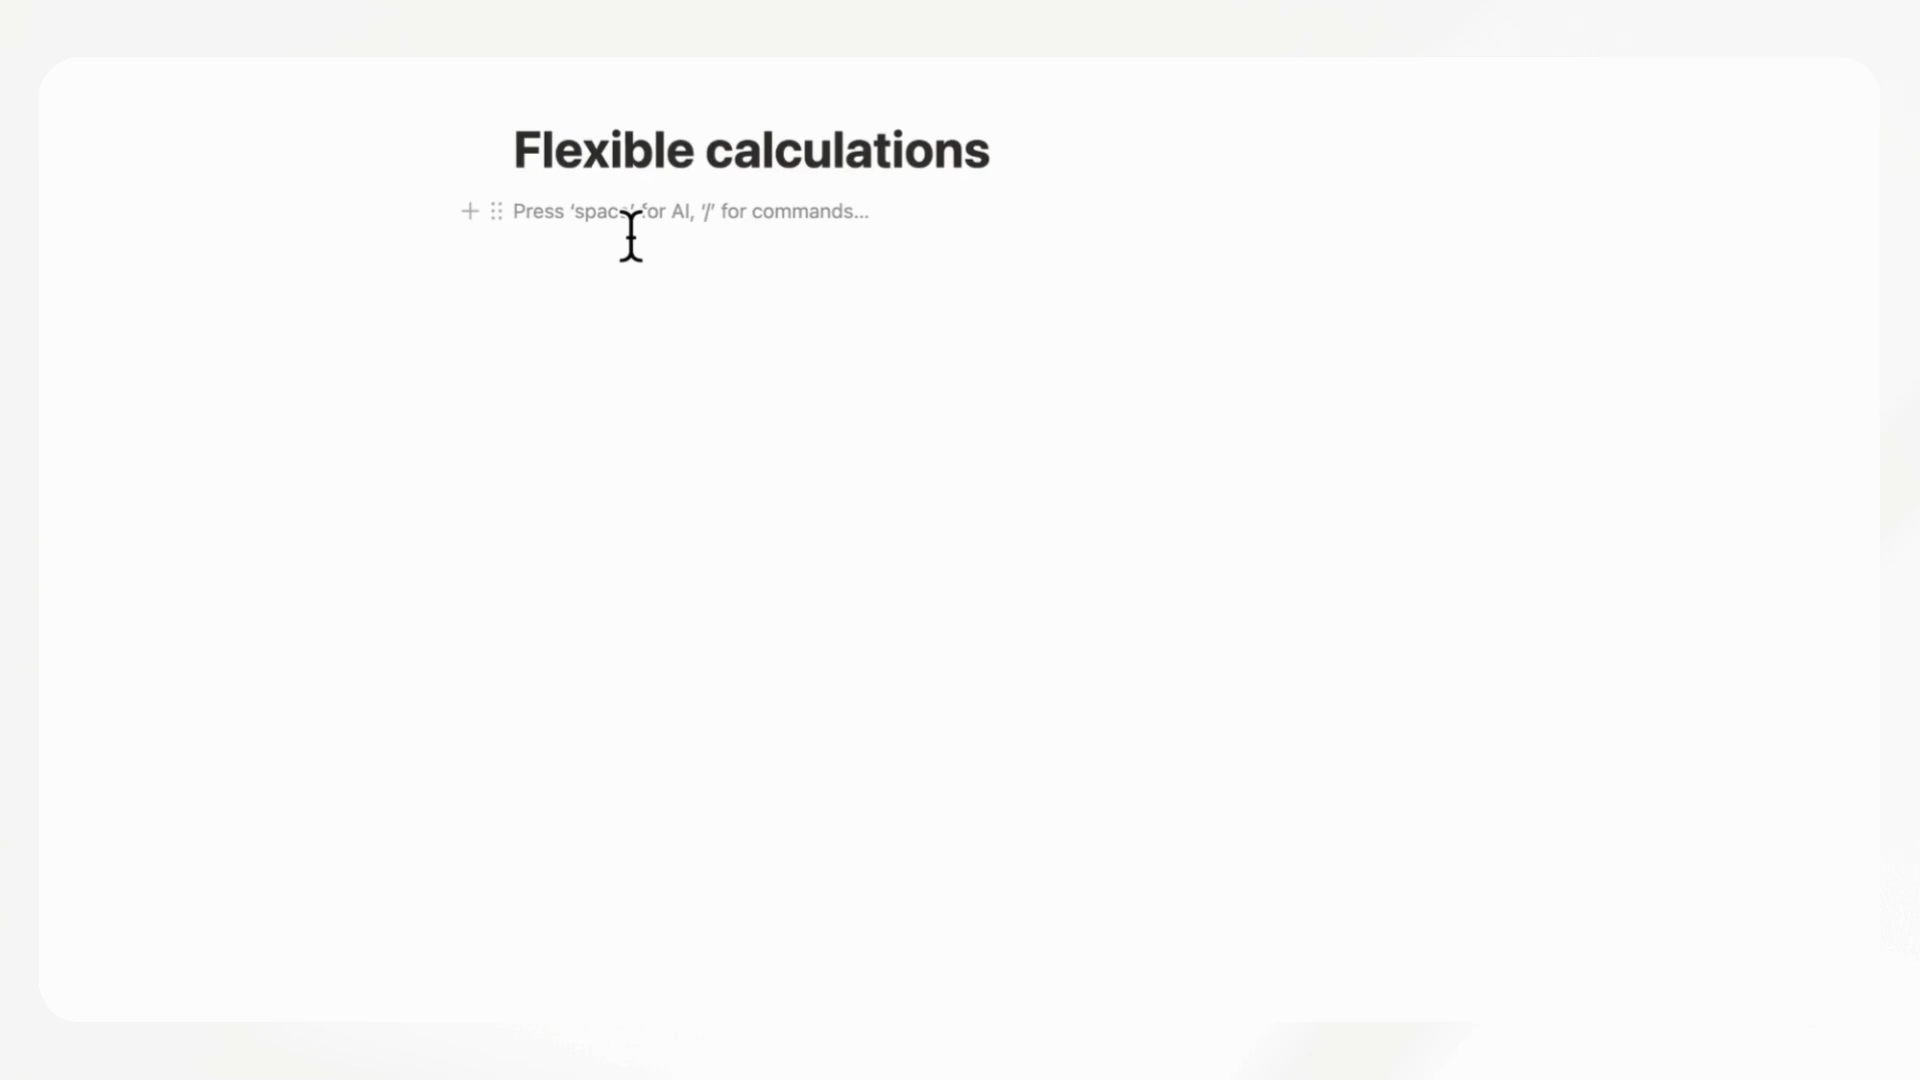 Flexible calculations
Press ‘space’ for AI, ‘/’ for commands...